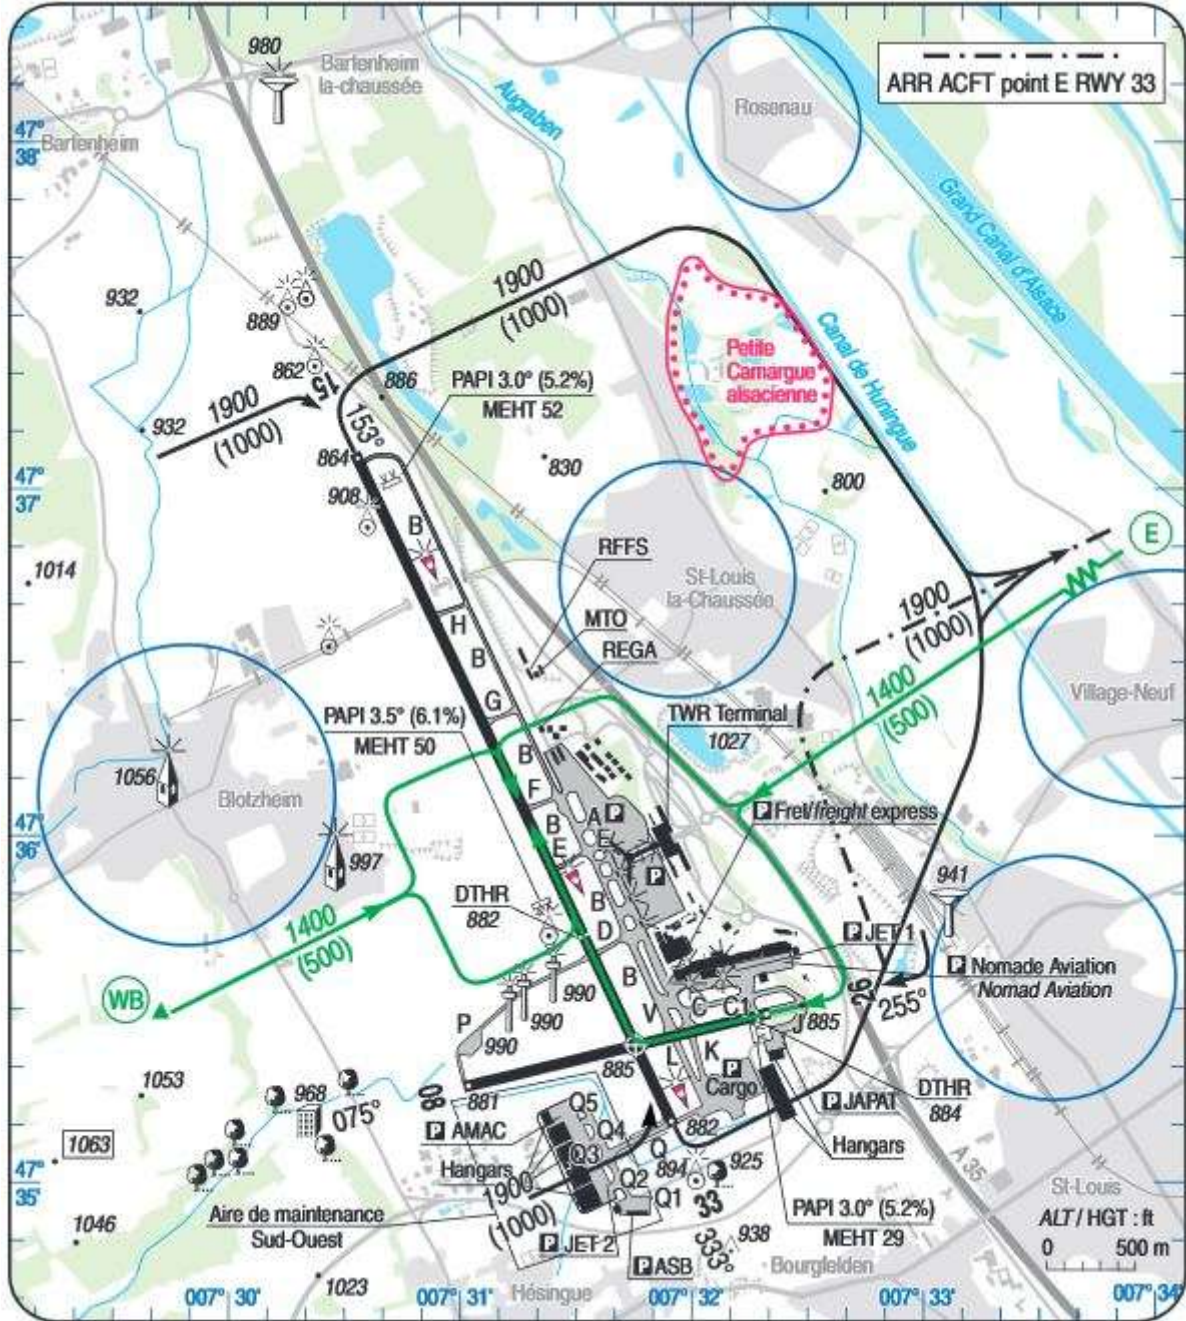 980
Bartenheim
la-chaussée
ARR ACFT point E RWY 33
Augraben
Rosenau
47°
38'
Bartenheim
Grand Canal d'Alsace
932
889
1900
(1000)
Petite
Camargue
alsacienne
Canal de Huningue
862
15
886
PAPI 3.0° (5.2%)
MEHT 52
1900
(1000)
932
153°
864
830
47°
37'
908
800
B
E
RFFS
1014
St-Louis
la-Chaussée
1900
(1000)
MTO
H
REGA
B
1400
(500)
Village-Neuf
G
PAPI 3.5° (6.1%)
MEHT 50
TWR Terminal
1027
1056
B
Blotzheim
F
A
P
P Fret/freight express
47°
36'
B
E
E
997
P
941
DTHR
882
B
D
1400
(500)
P JET 1
B
P Nomade Aviation
Nomad Aviation
WB
990
26
255°
990
V
C
C1
J
885
P
990
885
L
K
P
Cargo
DTHR
884
1053
881
08
968
075°
Q5
P JAPAT
P AMAC
Q4
882
Hangars
1063
Q
Hangars
Q3
894
925
A 35
47°
35'
1900
(1000)
Q2
Q1
33
St-Louis
Aire de maintenance
Sud-Ouest
PAPI 3.0° (5.2%)
MEHT 29
ALT / HGT : ft
1046
333°
938
P JET 2
P ASB
Bourgfelden
0 500 m
1023
Hésingue
007° 30' 007° 31' 007° 32' 007° 33' 007° 34'